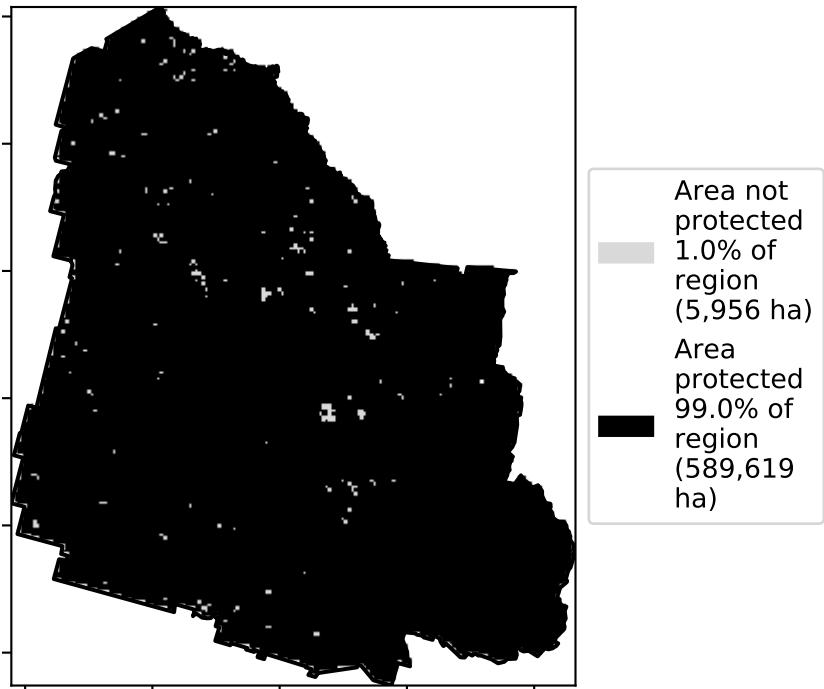 Area not
protected
1.0% of
region
(5,956 ha)
Area
protected
99.0% of
region
(589,619
ha)